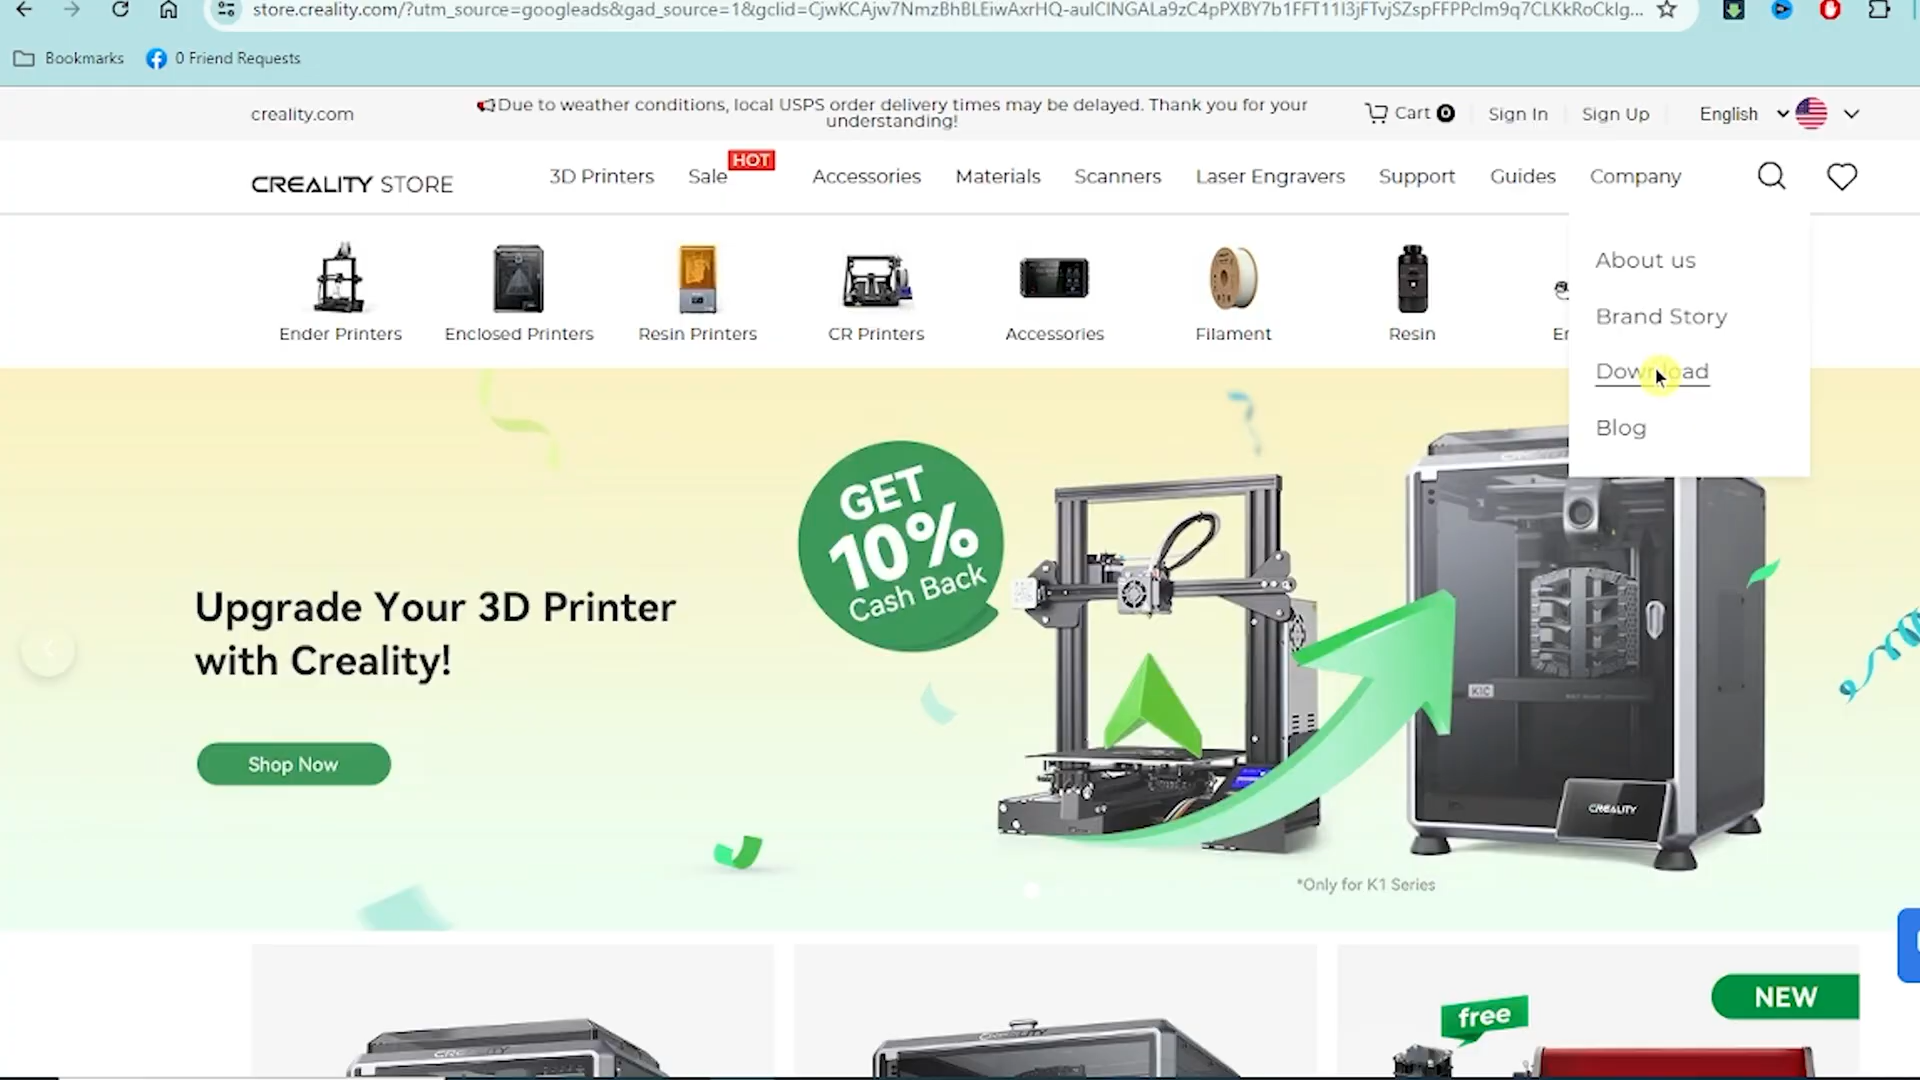 store.creality.com/?utm_source=googleads&gad_source=1&gclid=CjwKCAjw7NmzBhBLEiwAxrHQ-
Bookmarks
0 Friend Requests
creality.com
Due to weather conditions, local USPS order delivery times may be delayed. Thank you for your
understanding!
Cart 0
Sign In
Sign Up
English
CREALITY STORE
3D Printers
Sale
HOT
Accessories
Materials
Scanners
Laser Engravers
Support
Guides
Company
About us
Brand Story
Download
Blog
Ender Printers
Enclosed Printers
Resin Printers
CR Printers
Accessories
Filament
Resin
GET
10%
Cash Back
Upgrade Your 3D Printer
with Creality!
Shop Now
K1C
CREALITY
*Only for K1 Series
NEW
free